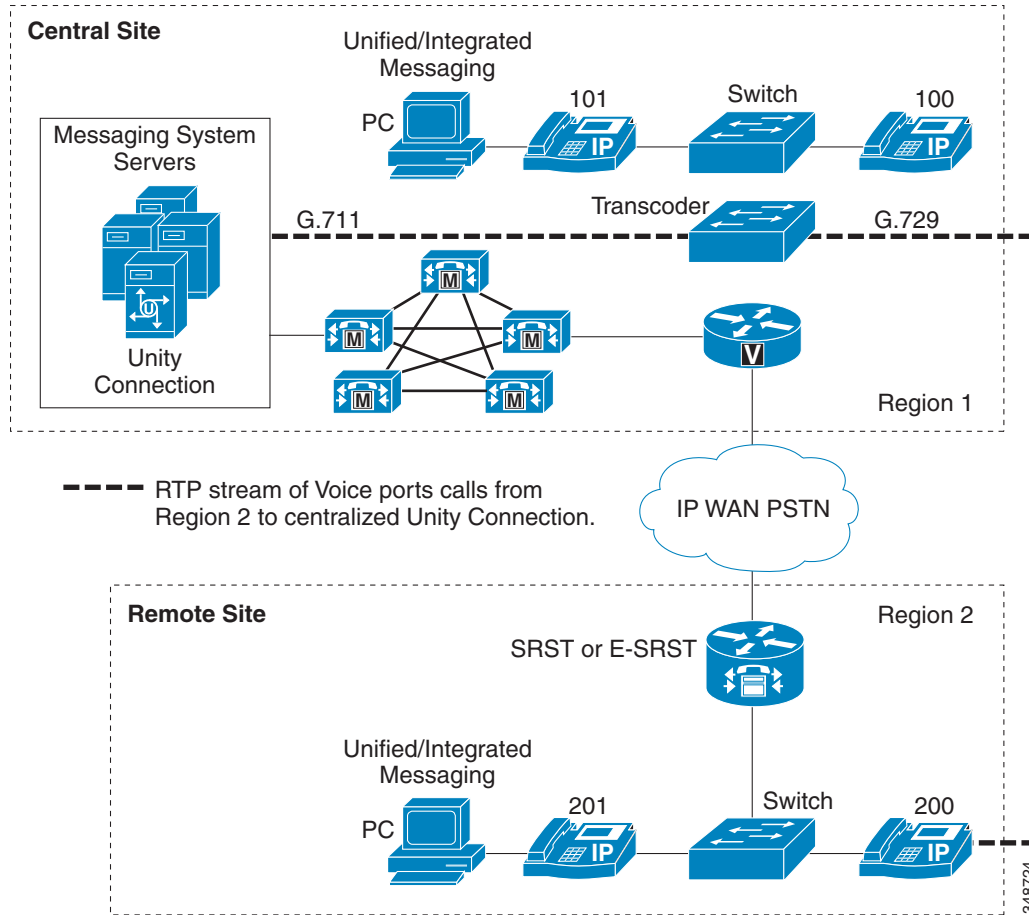 Central Site
Unified/Integrated
Messaging
PC
101
IP
Switch
100
IP
Messaging System
Servers
U
Unity
Connection
G.711
Transcoder
G.729
M
M
M
M
M
V
Region 1
RTP stream of Voice ports calls from
Region 2 to centralized Unity Connection.
IP WAN PSTN
Remote Site
Region 2
SRST or E-SRST
Unified/Integrated
Messaging
PC
201
IP
Switch
200
IP
348724